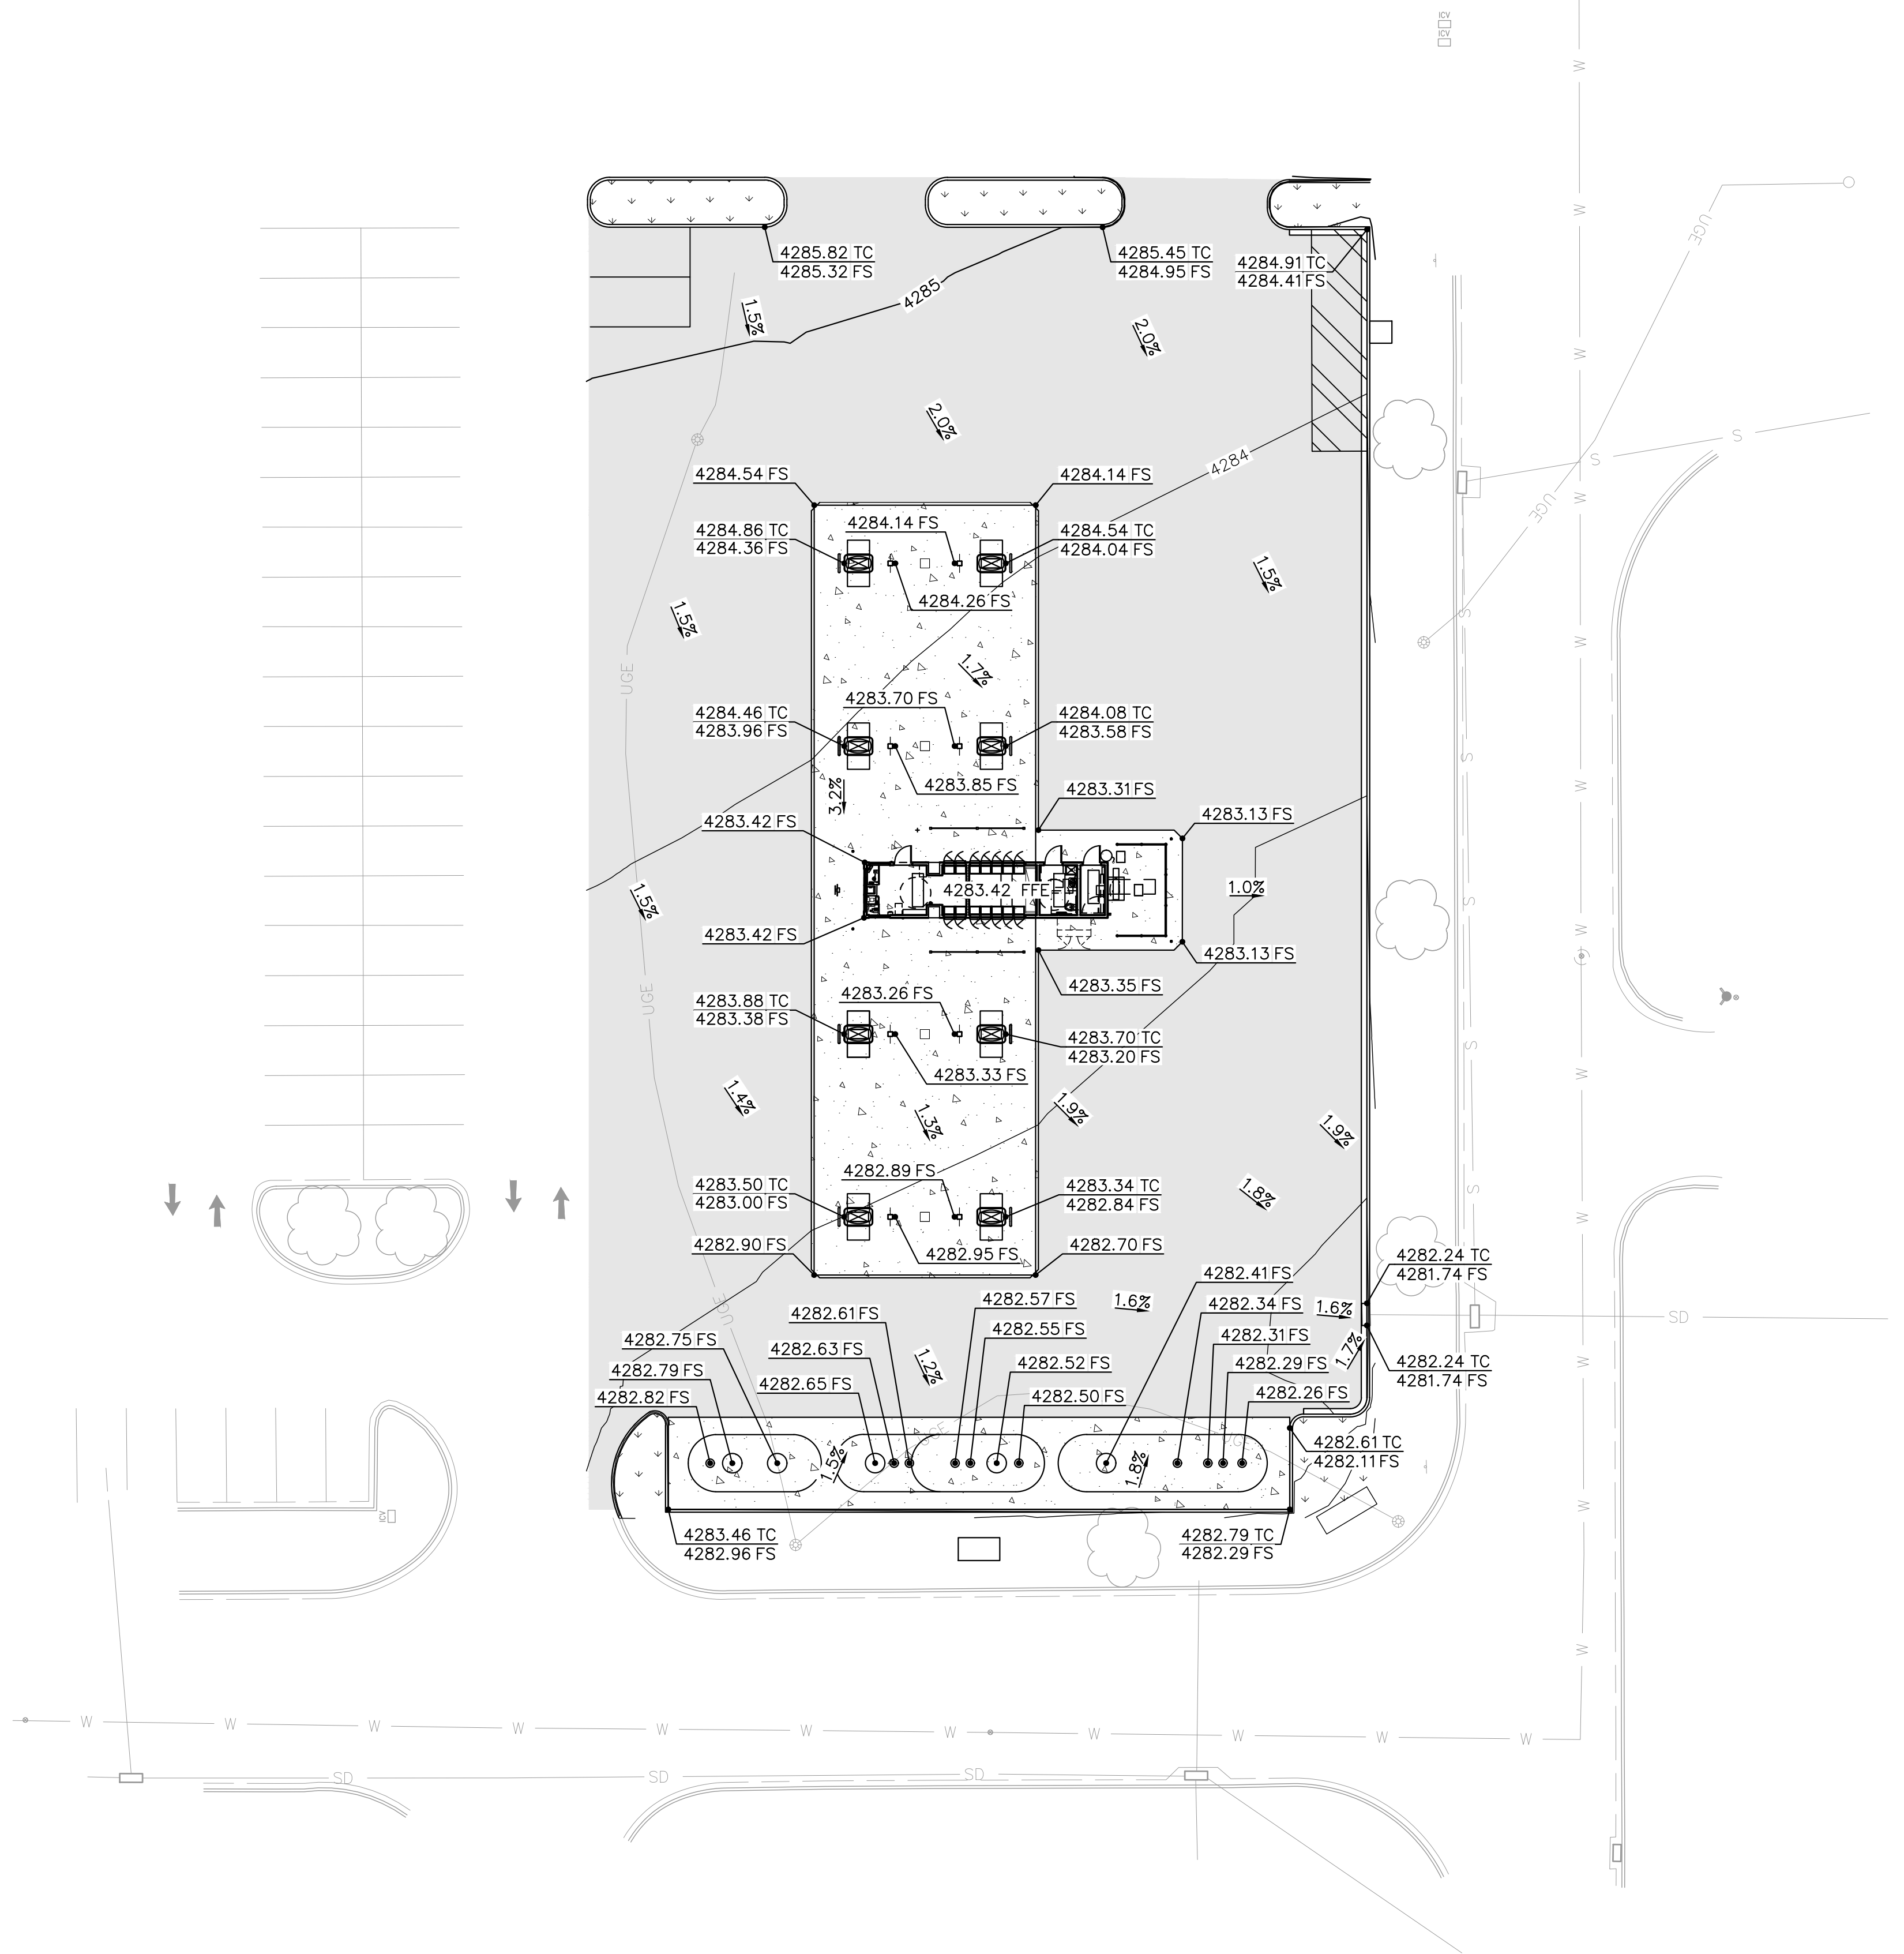 ICV
ICV
W
W
UGE
4285.82 TC
4285.32 FS
4285.45 TC
4284.95 FS
4284.91 TC
4284.41 FS
4285
1.5%
2.0%
W
2.0%
S
S
4284
4284.54 FS
4284.14 FS
W
UGE
4284.86 TC
4284.36 FS
4284.14 FS
4284.54 TC
4284.04 FS
1.5%
4284.26 FS
1.5%
S
W
UGE
1.7%
4283.70 FS
4284.46 TC
4283.96 FS
4284.08 TC
4283.58 FS
S
W
4283.85 FS
3.2%
4283.31 FS
4283.42 FS
4283.13 FS
4283.42 FFE
1.0%
1.5%
S
W
4283.42 FS
4283.13 FS
4283.35 FS
UGE
4283.88 TC
4283.38 FS
4283.26 FS
4283.70 TC
4283.20 FS
S
W
4283.33 FS
1.4%
1.3%
1.9%
1.9%
4282.89 FS
4283.50 TC
4283.00 FS
4283.34 TC
4282.84 FS
1.8%
S
W
4282.90 FS
4282.95 FS
4282.70 FS
4282.24 TC
4281.74 FS
UGE
4282.41 FS
4282.57 FS
1.6%
4282.34 FS
1.6%
SD
4282.61 FS
4282.55 FS
4282.31 FS
4282.75 FS
4282.63 FS
4282.52 FS
4282.29 FS
1.7%
4282.24 TC
4281.74 FS
W
4282.79 FS
1.2%
4282.65 FS
4282.50 FS
4282.26 FS
4282.82 FS
UGE
UGE
4282.61 TC
4282.11 FS
1.5%
1.8%
W
ICV
4283.46 TC
4282.96 FS
4282.79 TC
4282.29 FS
W
W
W
W
W
W
W
W
W
W
W
W
SD
SD
SD